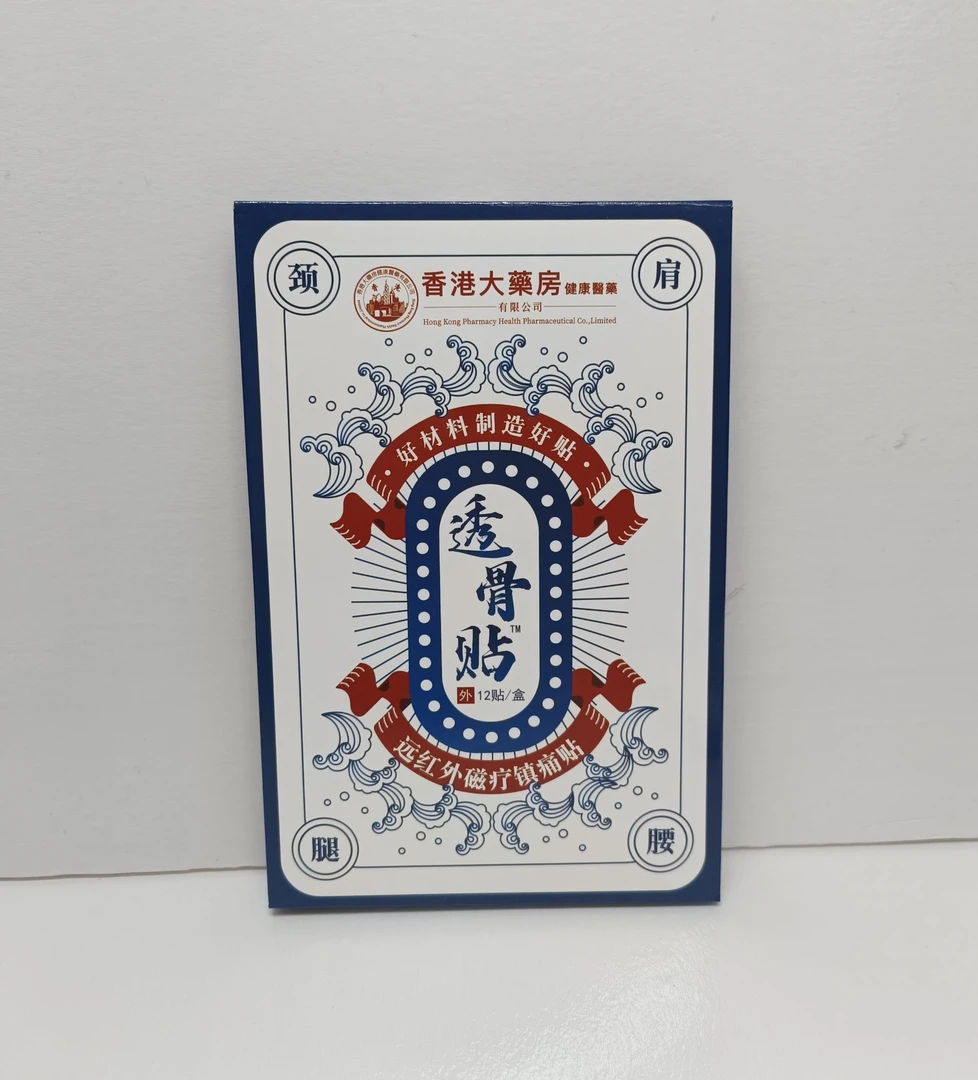 颈
肩
香港大藥房健康醫藥
有限公司
Hong Kong Pharmacy Health Pharmaceutical Co.,Limited
好材料制造好贴
透
骨
贴™
外 12贴/盒
远红外磁疗镇痛贴
腿
腰